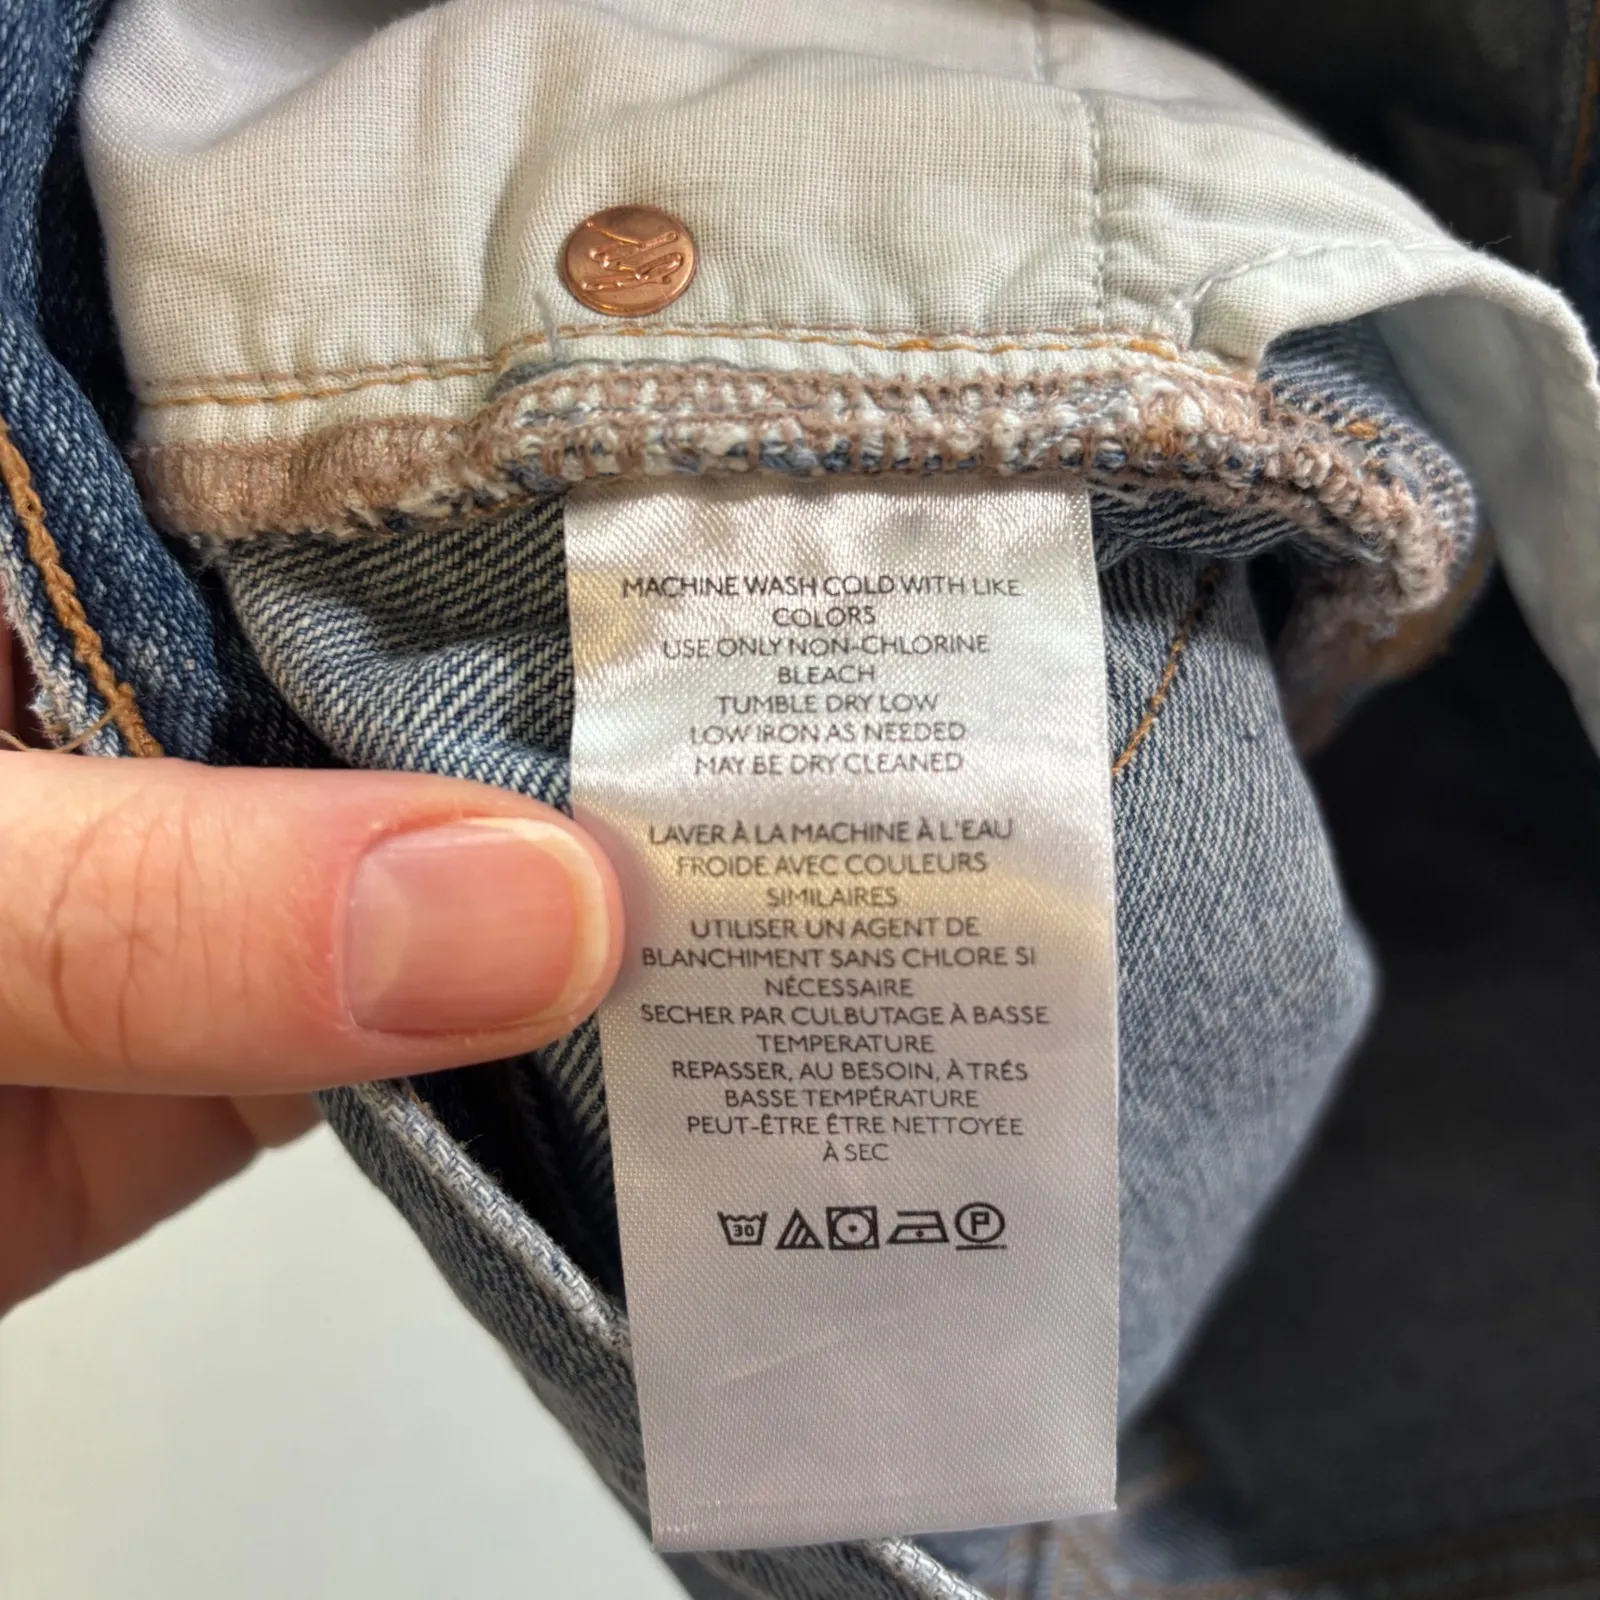 MACHINE WASH COLD WITH LIKE
COLORS
USE ONLY NON-CHLORINE
BLEACH
TUMBLE DRY LOW
LOW IRON AS NEEDED
MAY BE DRY CLEANED
LAVER À LA MACHINE À L'EAU
FROIDE AVEC COULEURS
SIMILAIRES
UTILISER UN AGENT DE
BLANCHIMENT SANS CHLORE SI
NÉCESSAIRE
SECHER PAR CULBUTAGE À BASSE
TEMPERATURE
REPASSER, AU BESOIN, À TRÉS
BASSE TEMPÉRATURE
PEUT-ÊTRE ÊTRE NETTOYÉE
À SEC
30 P